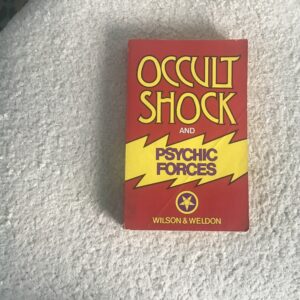 OCCULT
SHOCK
AND
PSYCHIC
FORCES
WILSON & WELDON